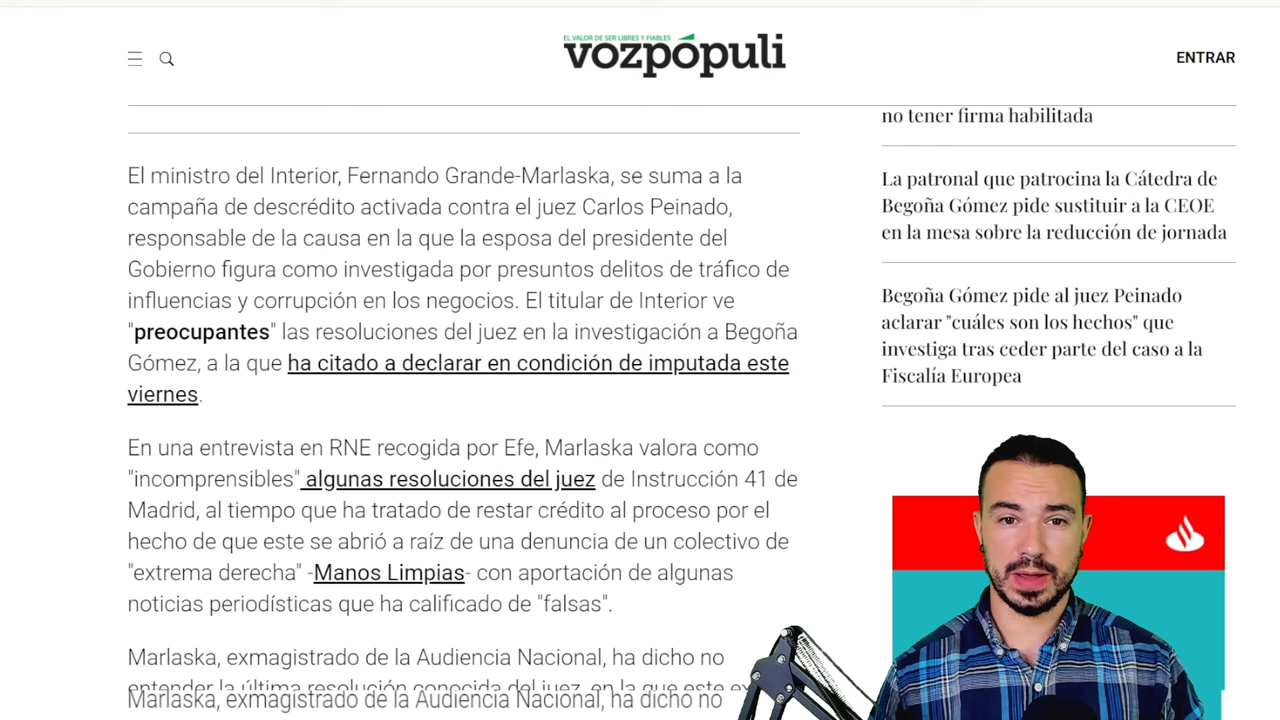 EL VALOR DE SER LIBRES Y FIABLES
vozpópuli
ENTRAR
El ministro del Interior, Fernando Grande-Marlaska, se suma a la
campaña de descrédito activada contra el juez Carlos Peinado,
responsable de la causa en la que la esposa del presidente del
Gobierno figura como investigada por presuntos delitos de tráfico de
influencias y corrupción en los negocios. El titular de Interior ve
"preocupantes" las resoluciones del juez en la investigación a Begoña
Gómez, a la que ha citado a declarar en condición de imputada este
viernes.
En una entrevista en RNE recogida por Efe, Marlaska valora como
"incomprensibles" algunas resoluciones del juez de Instrucción 41 de
Madrid, al tiempo que ha tratado de restar crédito al proceso por el
hecho de que este se abrió a raíz de una denuncia de un colectivo de
"extrema derecha" -Manos Limpias- con aportación de algunas
noticias periodísticas que ha calificado de "falsas".
Marlaska, exmagistrado de la Audiencia Nacional, ha dicho no
entender la última resolución conocida del juez, en la que este
Marlaska, exmagistrado de la Audiencia Nacional, ha dicho no
no tener firma habilitada
La patronal que patrocina la Cátedra de
Begoña Gómez pide sustituir a la CEOE
en la mesa sobre la reducción de jornada
Begoña Gómez pide al juez Peinado
aclarar "cuáles son los hechos" que
investiga tras ceder parte del caso a la
Fiscalía Europea